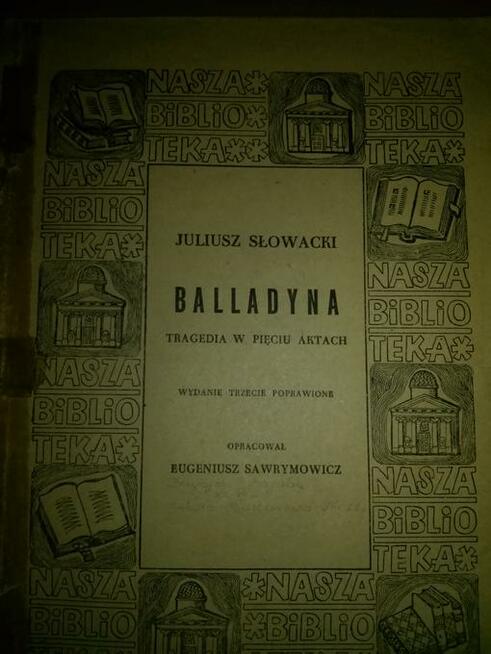 NASZA*
BIBLIO
TEKA**
NASZA
BIBLIO
TEKA*
NASZA
BIBLIO
TEKA*
NASZA
BIBLIO
TEKA*
NASZA
BIBLIO
TEKA*
NASZA
BIBLIO
TEKA*
JULIUSZ SŁOWACKI
BALLADYNA
TRAGEDIA W PIĘCIU AKTACH
WYDANIE TRZECIE POPRAWIONE
OPRACOWAŁ
EUGENIUSZ SAWRYMOWICZ
NASZA
BIBLIO
*NASZA
*BIBLIO